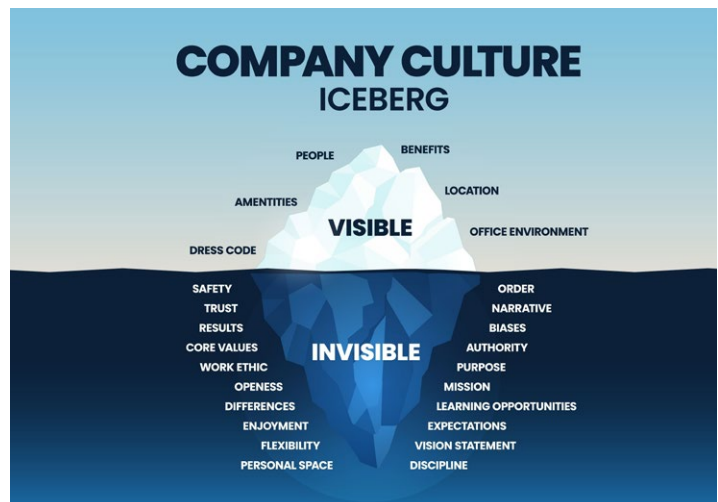 COMPANY CULTURE
ICEBERG
PEOPLE
BENEFITS
AMENTITIES
LOCATION
VISIBLE
OFFICE ENVIRONMENT
DRESS CODE
SAFETY
ORDER
TRUST
NARRATIVE
RESULTS
BIASES
CORE VALUES
INVISIBLE
AUTHORITY
WORK ETHIC
PURPOSE
OPENESS
MISSION
DIFFERENCES
LEARNING OPPORTUNITIES
ENJOYMENT
EXPECTATIONS
FLEXIBILITY
VISION STATEMENT
PERSONAL SPACE
DISCIPLINE